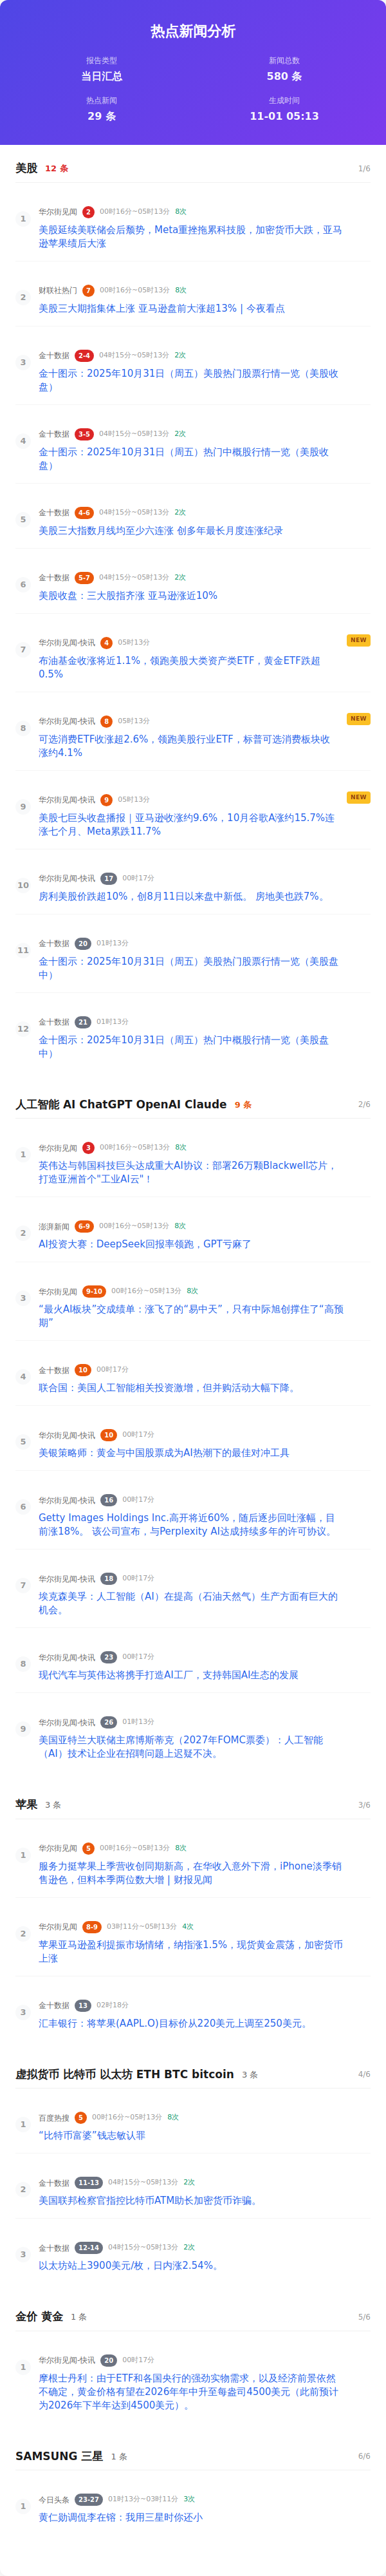 热点新闻分析
报告类型
新闻总数
当日汇总
580 条
热点新闻
生成时间
29 条
11-01 05:13
美股 12 条 1/6
1
华尔街见闻 2 00时16分~05时13分 8次
美股延续美联储会后颓势，Meta重挫拖累科技股，加密货币大跌，亚马
逊苹果绩后大涨
2
财联社热门 7 00时16分~05时13分 8次
美股三大期指集体上涨 亚马逊盘前大涨超13% | 今夜看点
3
金十数据 2-4 04时15分~05时13分 2次
金十图示：2025年10月31日（周五）美股热门股票行情一览（美股收
盘）
4
金十数据 3-5 04时15分~05时13分 2次
金十图示：2025年10月31日（周五）热门中概股行情一览（美股收
盘）
5
金十数据 4-6 04时15分~05时13分 2次
美股三大指数月线均至少六连涨 创多年最长月度连涨纪录
6
金十数据 5-7 04时15分~05时13分 2次
美股收盘：三大股指齐涨 亚马逊涨近10%
7
华尔街见闻-快讯 4 05时13分 NEW
布油基金收涨将近1.1%，领跑美股大类资产类ETF，黄金ETF跌超
0.5%
8
华尔街见闻-快讯 8 05时13分 NEW
可选消费ETF收涨超2.6%，领跑美股行业ETF，标普可选消费板块收
涨约4.1%
9
华尔街见闻-快讯 9 05时13分 NEW
美股七巨头收盘播报｜亚马逊收涨约9.6%，10月谷歌A涨约15.7%连
涨七个月、Meta累跌11.7%
10
华尔街见闻-快讯 17 00时17分
房利美股价跌超10%，创8月11日以来盘中新低。 房地美也跌7%。
11
金十数据 20 01时13分
金十图示：2025年10月31日（周五）美股热门股票行情一览（美股盘
中）
12
金十数据 21 01时13分
金十图示：2025年10月31日（周五）热门中概股行情一览（美股盘
中）
人工智能 AI ChatGPT OpenAI Claude 9 条 2/6
1
华尔街见闻 3 00时16分~05时13分 8次
英伟达与韩国科技巨头达成重大AI协议：部署26万颗Blackwell芯片，
打造亚洲首个"工业AI云"！
2
澎湃新闻 6-9 00时16分~05时13分 8次
AI投资大赛：DeepSeek回报率领跑，GPT亏麻了
3
华尔街见闻 9-10 00时16分~05时13分 8次
“最火AI板块”交成绩单：涨飞了的“易中天”，只有中际旭创撑住了“高预
期”
4
金十数据 10 00时17分
联合国：美国人工智能相关投资激增，但并购活动大幅下降。
5
华尔街见闻-快讯 10 00时17分
美银策略师：黄金与中国股票成为AI热潮下的最佳对冲工具
6
华尔街见闻-快讯 16 00时17分
Getty Images Holdings Inc.高开将近60%，随后逐步回吐涨幅，目
前涨18%。 该公司宣布，与Perplexity AI达成持续多年的许可协议。
7
华尔街见闻-快讯 18 00时17分
埃克森美孚：人工智能（AI）在提高（石油天然气）生产方面有巨大的
机会。
8
华尔街见闻-快讯 23 00时17分
现代汽车与英伟达将携手打造AI工厂，支持韩国AI生态的发展
9
华尔街见闻-快讯 26 01时13分
美国亚特兰大联储主席博斯蒂克（2027年FOMC票委）：人工智能
（AI）技术让企业在招聘问题上迟疑不决。
苹果 3 条 3/6
1
华尔街见闻 5 00时16分~05时13分 8次
服务力挺苹果上季营收创同期新高，在华收入意外下滑，iPhone淡季销
售逊色，但料本季两位数大增 | 财报见闻
2
华尔街见闻 8-9 03时11分~05时13分 4次
苹果亚马逊盈利提振市场情绪，纳指涨1.5%，现货黄金震荡，加密货币
上涨
3
金十数据 13 02时18分
汇丰银行：将苹果(AAPL.O)目标价从220美元上调至250美元。
虚拟货币 比特币 以太坊 ETH BTC bitcoin 3 条 4/6
1
百度热搜 5 00时16分~05时13分 8次
“比特币富婆”钱志敏认罪
2
金十数据 11-13 04时15分~05时13分 2次
美国联邦检察官指控比特币ATM助长加密货币诈骗。
3
金十数据 12-14 04时15分~05时13分 2次
以太坊站上3900美元/枚，日内涨2.54%。
金价 黄金 1 条 5/6
1
华尔街见闻-快讯 20 00时17分
摩根士丹利：由于ETF和各国央行的强劲实物需求，以及经济前景依然
不确定，黄金价格有望在2026年年中升至每盎司4500美元（此前预计
为2026年下半年达到4500美元）。
SAMSUNG 三星 1 条 6/6
1
今日头条 23-27 01时13分~03时11分 3次
黄仁勋调侃李在镕：我用三星时你还小